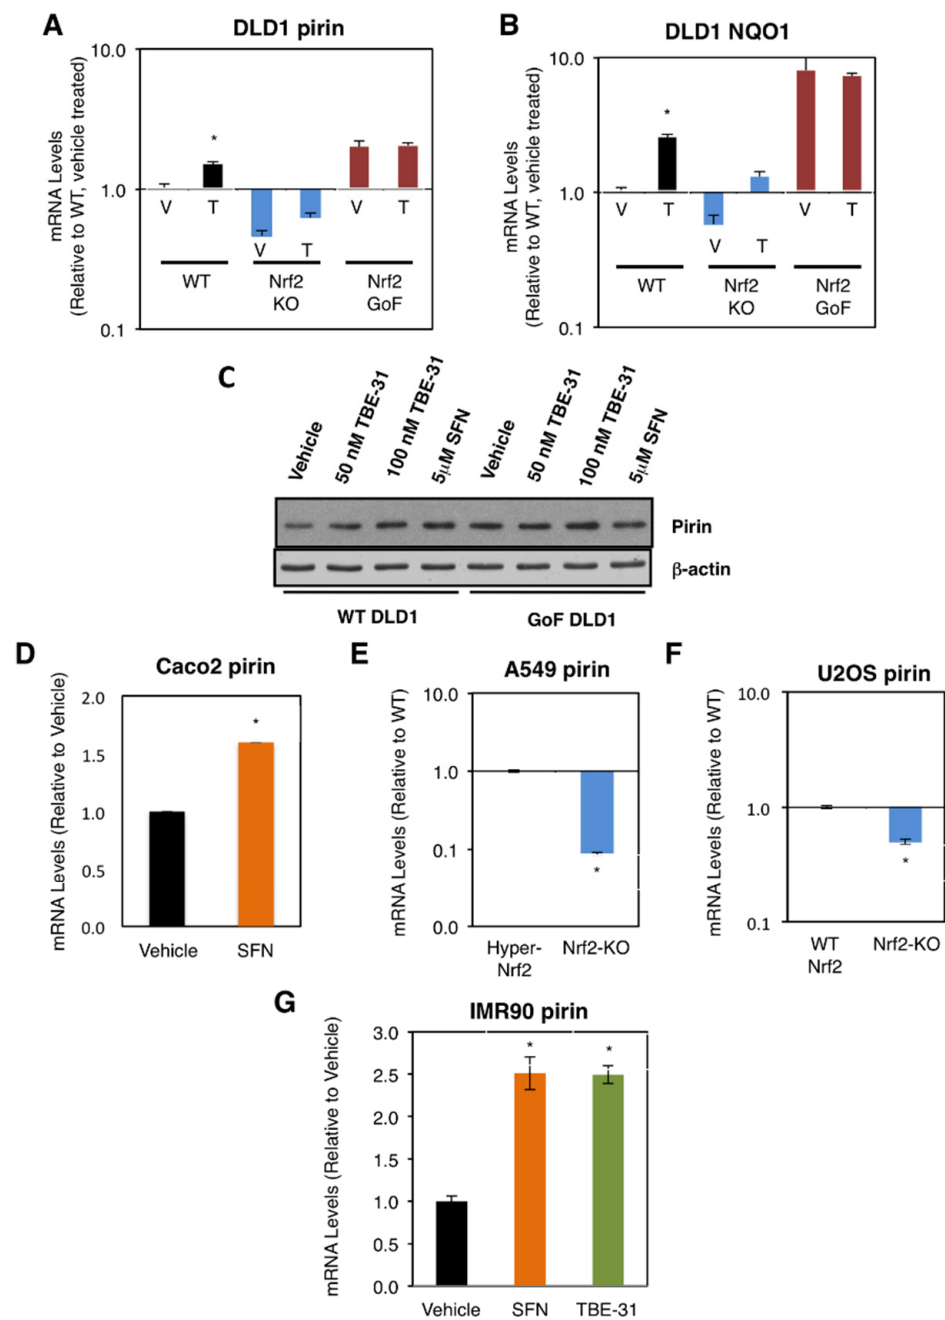 A
DLD1 pirin
mRNA Levels
(Relative to WT, vehicle treated)
10.0
1.0
0.1
*
V
T
V
T
V
T
WT
Nrf2
KO
Nrf2
GoF
B
DLD1 NQO1
mRNA Levels
(Relative to WT, vehicle treated)
10.0
1.0
0.1
*
V
T
V
T
V
T
WT
Nrf2
KO
Nrf2
GoF
C
Vehicle
50 nM TBE-31
100 nM TBE-31
5μM SFN
Vehicle
50 nM TBE-31
100 nM TBE-31
5μM SFN
Pirin
β-actin
WT DLD1
GoF DLD1
D
Caco2 pirin
mRNA Levels (Relative to Vehicle)
2.0
1.5
1.0
0.5
0.0
*
Vehicle
SFN
E
A549 pirin
mRNA Levels (Relative to WT)
10.0
1.0
0.1
0.0
*
Hyper-
Nrf2
Nrf2-KO
F
U2OS pirin
mRNA Levels (Relative to WT)
10.0
1.0
0.1
*
WT
Nrf2
Nrf2-KO
G
IMR90 pirin
mRNA Levels (Relative to Vehicle)
3.0
2.5
2.0
1.5
1.0
0.5
0.0
*
*
Vehicle
SFN
TBE-31